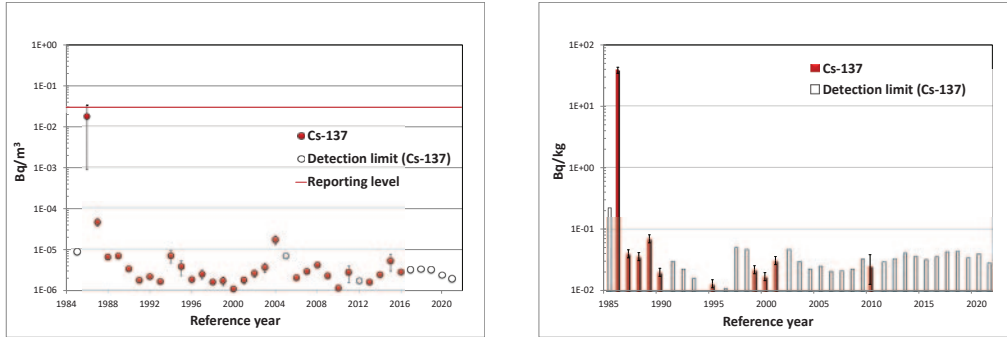 1E+00
1E-01
1E-02
1E-03
1E-04
1E-05
1E-06
Bq/m³
Cs-137
Detection limit (Cs-137)
Reporting level
1984 1988 1992 1996 2000 2004 2008 2012 2016 2020
Reference year
1E+02
1E+01
1E+00
1E-01
1E-02
Bq/kg
Cs-137
Detection limit (Cs-137)
1985 1990 1995 2000 2005 2010 2015 2020
Reference year